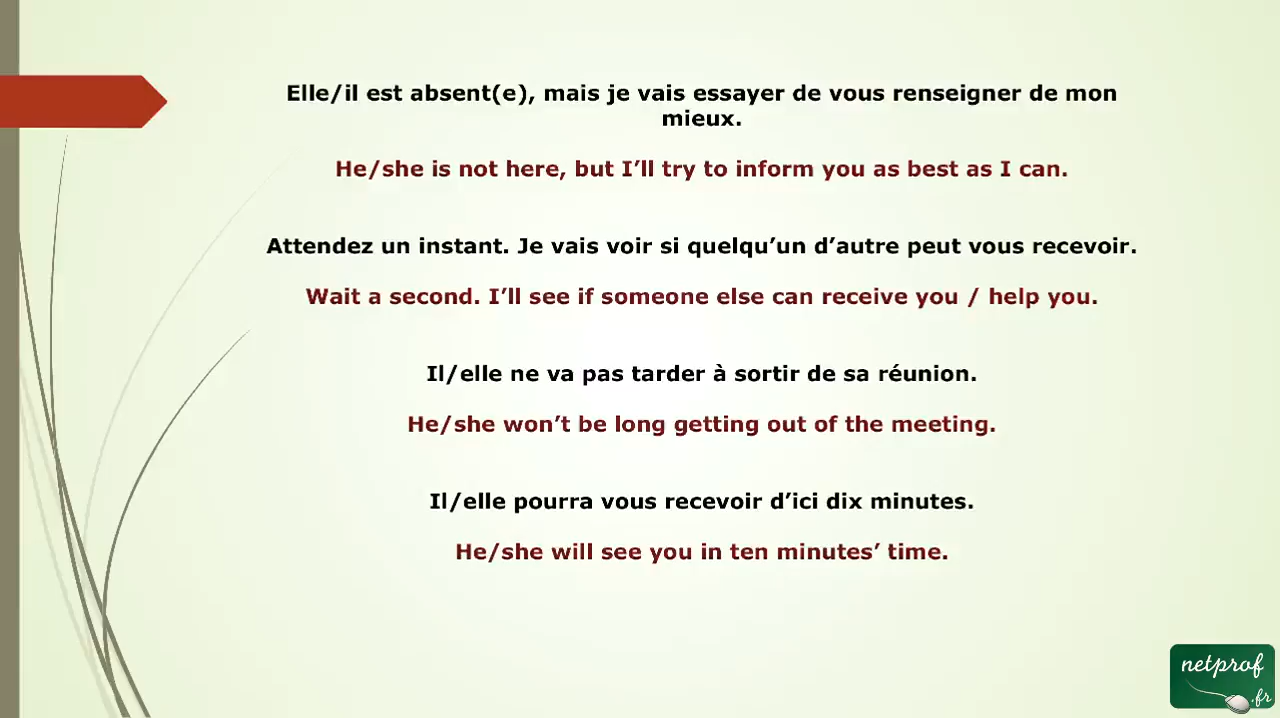 Elle/il est absent(e), mais je vais essayer de vous renseigner de mon
mieux.
He/she is not here, but I’ll try to inform you as best as I can.
Attendez un instant. Je vais voir si quelqu’un d’autre peut vous recevoir.
Wait a second. I’ll see if someone else can receive you / help you.
Il/elle ne va pas tarder à sortir de sa réunion.
He/she won’t be long getting out of the meeting.
Il/elle pourra vous recevoir d’ici dix minutes.
He/she will see you in ten minutes’ time.
netprof
.fr